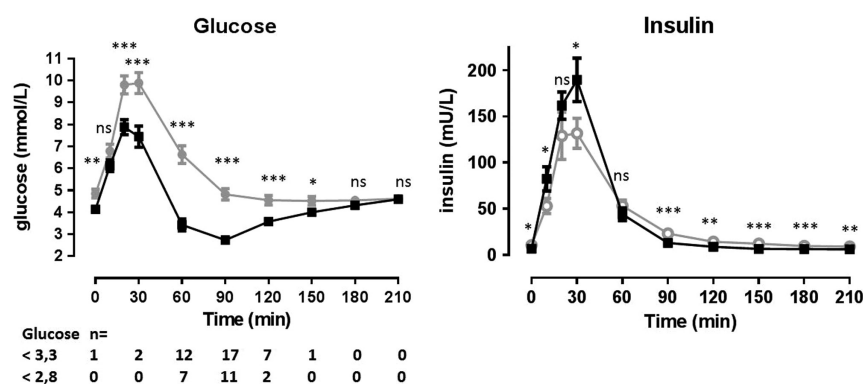 Glucose
glucose (mmol/L)
11
10
9
8
7
6
5
4
3
2
** ns *** *** *** *** *** * ns ns
0 30 60 90 120 150 180 210
Time (min)
Glucose n=
< 3,3 1 2 12 17 7 1 0 0
< 2,8 0 0 7 11 2 0 0 0
Insulin
insulin (mU/L)
200
150
100
50
0
* * ns * ns *** ** *** *** **
0 30 60 90 120 150 180 210
Time (min)